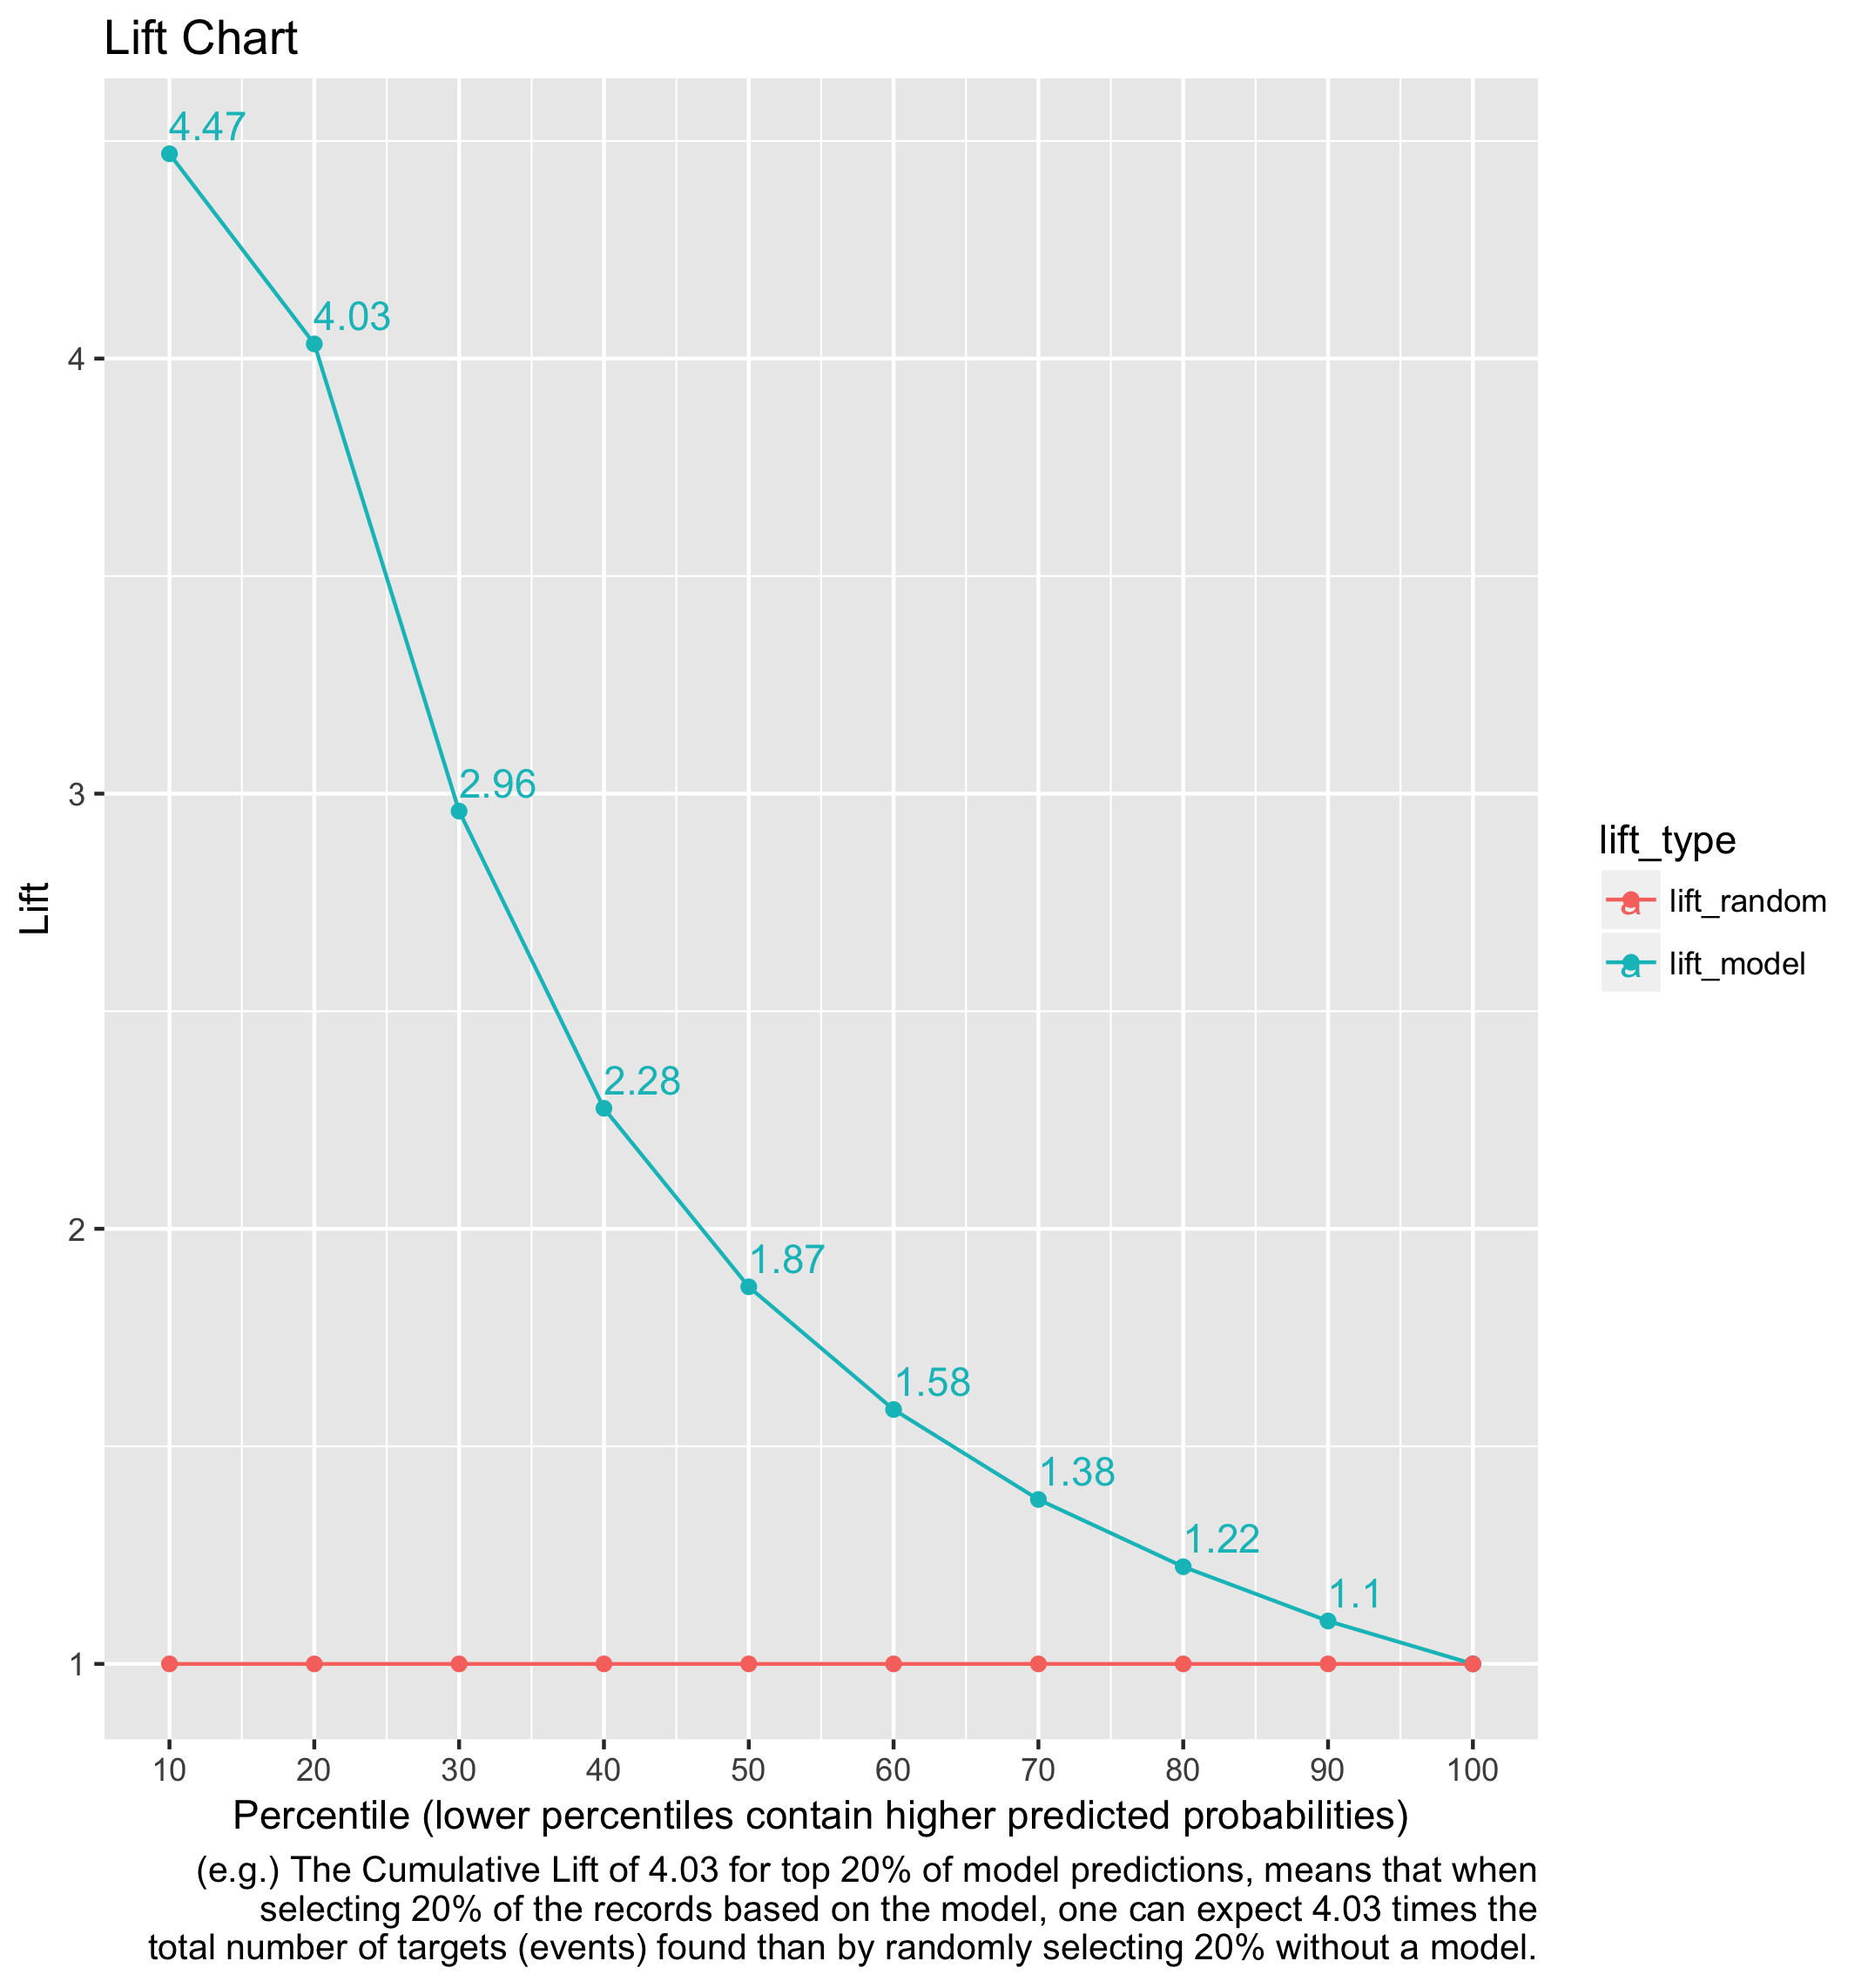 Lift Chart
4.47
4.03
2.96
2.28
1.87
1.58
1.38
1.22
1.1
4
3
2
1
Lift
10 20 30 40 50 60 70 80 90 100
Percentile (lower percentiles contain higher predicted probabilities)
(e.g.) The Cumulative Lift of 4.03 for top 20% of model predictions, means that when
selecting 20% of the records based on the model, one can expect 4.03 times the
total number of targets (events) found than by randomly selecting 20% without a model.
lift_type
a lift_random
a lift_model